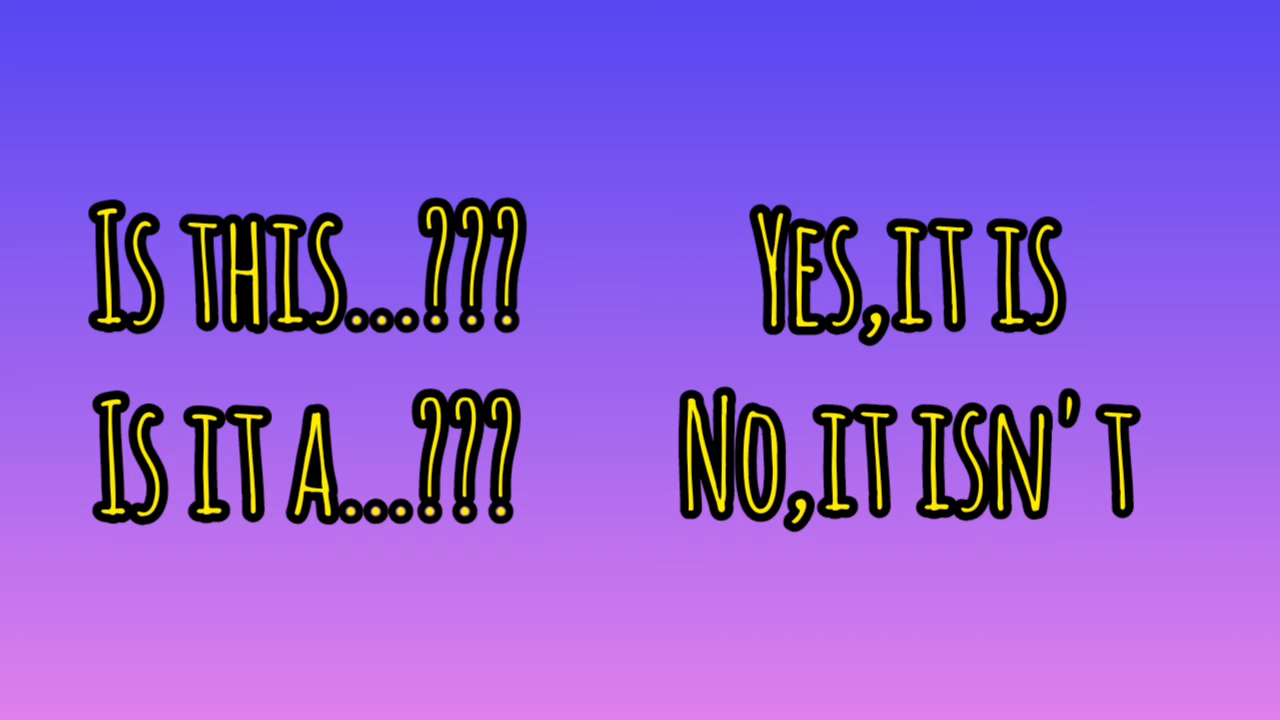 Is this...???
Yes,it is
Is it a...???
No,it isn't